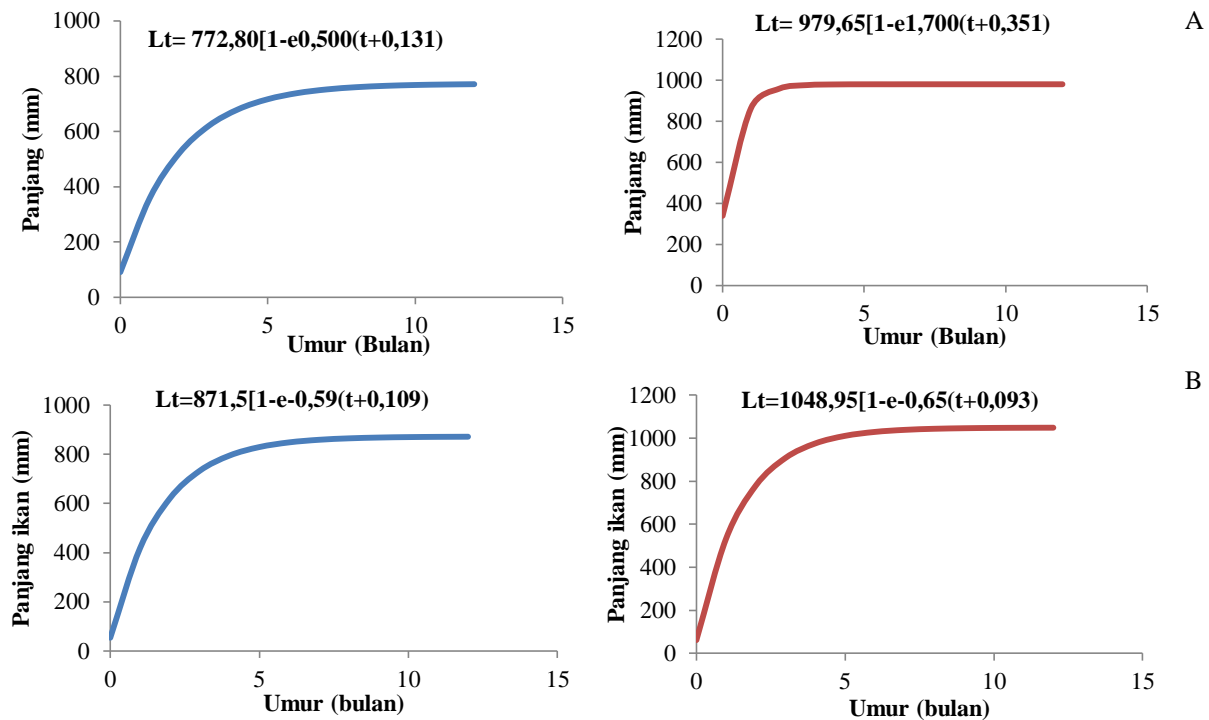 A
Lt= 772,80[1-e0,500(t+0,131)
Panjang (mm)
1000
800
600
400
200
0
0 5 10 15
Umur (Bulan)
Lt= 979,65[1-e1,700(t+0,351)
Panjang (mm)
1200
1000
800
600
400
200
0
0 5 10 15
Umur (Bulan)
B
Lt=871,5[1-e-0,59(t+0,109)
Panjang ikan (mm)
1000
800
600
400
200
0
0 5 10 15
Umur (bulan)
Lt=1048,95[1-e-0,65(t+0,093)
Panjang ikan (mm)
1200
1000
800
600
400
200
0
0 5 10 15
Umur (bulan)